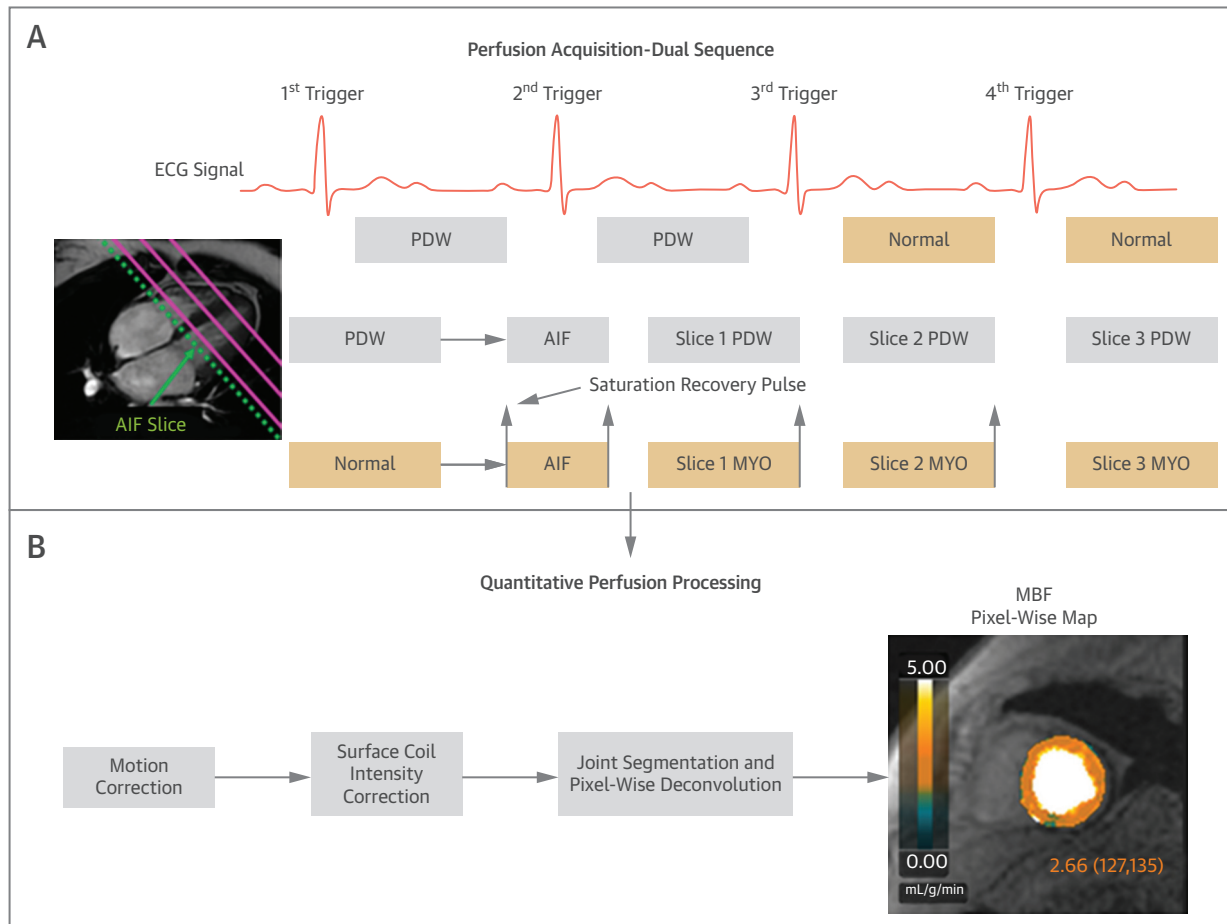 A
Perfusion Acquisition-Dual Sequence
1st Trigger
2nd Trigger
3rd Trigger
4th Trigger
ECG Signal
PDW
PDW
Normal
Normal
PDW
AIF
Slice 1 PDW
Slice 2 PDW
Slice 3 PDW
Saturation Recovery Pulse
AIF Slice
Normal
AIF
Slice 1 MYO
Slice 2 MYO
Slice 3 MYO
B
Quantitative Perfusion Processing
MBF
Pixel-Wise Map
Motion
Correction
Surface Coil
Intensity
Correction
Joint Segmentation and
Pixel-Wise Deconvolution
5.00
0.00
mL/g/min
2.66 (127,135)